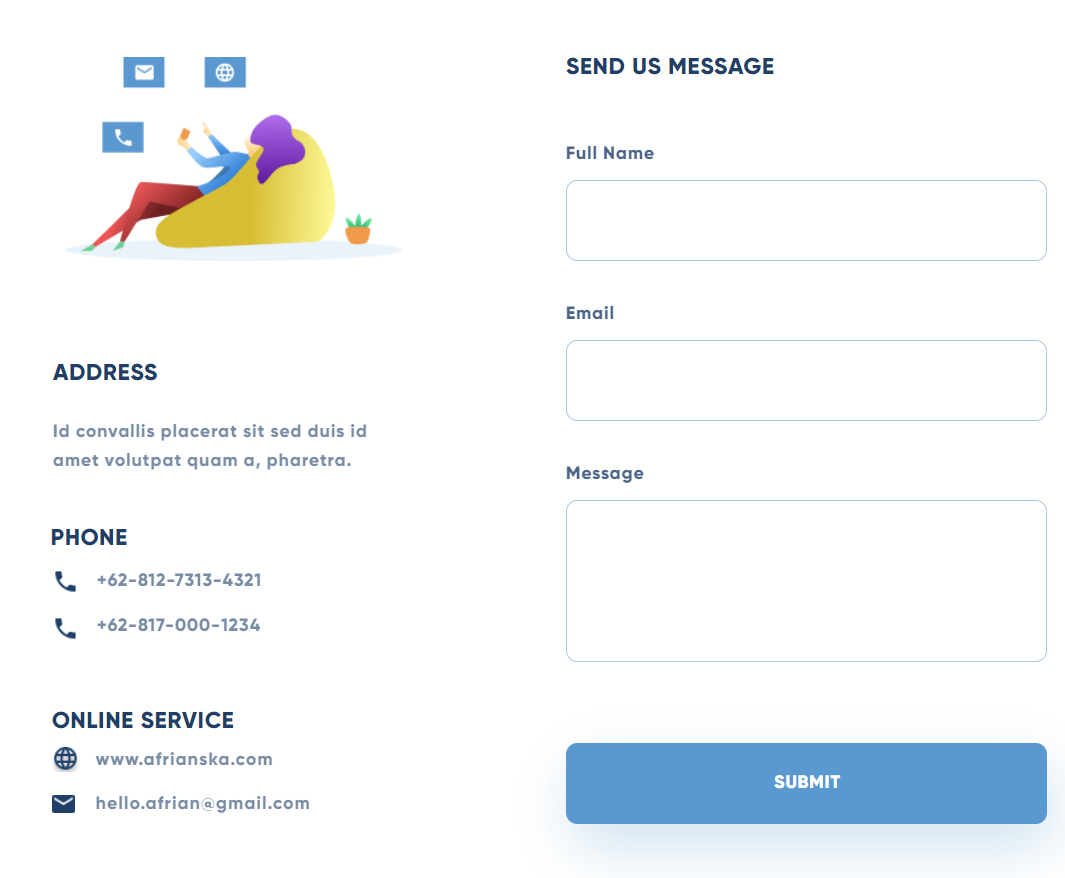 ADDRESS
Id convallis placerat sit sed duis id
amet volutpat quam a, pharetra.
PHONE
+62-812-7313-4321
+62-817-000-1234
ONLINE SERVICE
www.afrianska.com
hello.afrian@gmail.com
SEND US MESSAGE
Full Name
Email
Message
SUBMIT